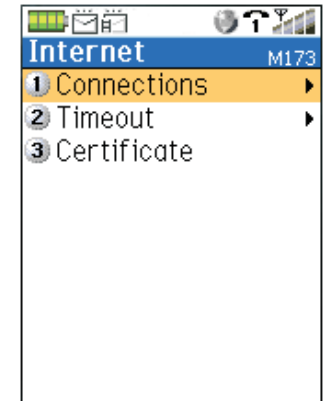 Internet M173
1 Connections
2 Timeout
3 Certificate